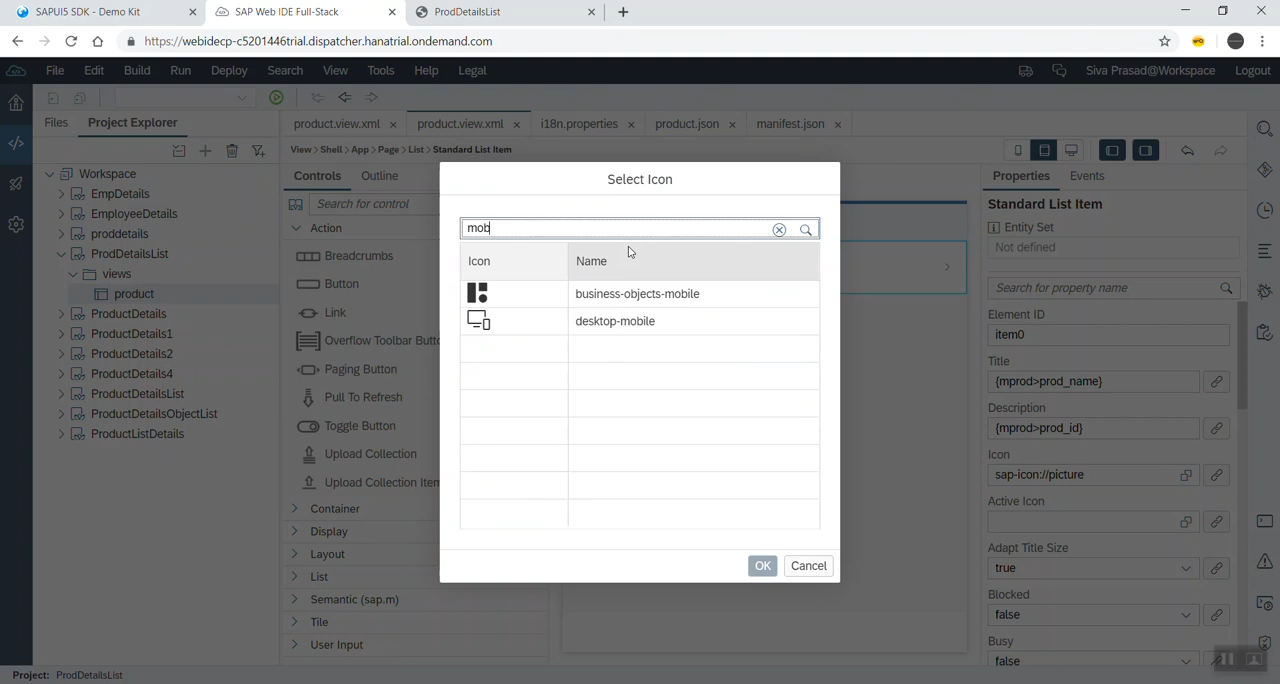 SAPUI5 SDK - Demo Kit
SAP Web IDE Full-Stack
ProdDetailsList
https://webidecp-c5201446trial.dispatcher.hanatrial.ondemand.com
File Edit Build Run Deploy Search View Tools Help Legal
Siva Prasad@Workspace Logout
Files Project Explorer
product.view.xml product.view.xml i18n.properties product.json manifest.json
View > Shell > App > Page > List > Standard List Item
Workspace
EmpDetails
EmployeeDetails
proddetails
ProdDetailsList
views
product
ProductDetails
ProductDetails1
ProductDetails2
ProductDetails4
ProductDetailsList
ProductDetailsObjectList
ProductListDetails
Controls Outline
Search for control
Action
Breadcrumbs
Button
Link
Overflow Toolbar Butto
Paging Button
Pull To Refresh
Toggle Button
Upload Collection
Upload Collection Item
Container
Display
Layout
List
Semantic (sap.m)
Tile
User Input
Select Icon
mob
Icon Name
business-objects-mobile
desktop-mobile
OK Cancel
Properties Events
Standard List Item
Entity Set
Not defined
Search for property name
Element ID
item0
Title
{mprod>prod_name}
Description
{mprod>prod_id}
Icon
sap-icon://picture
Active Icon
Adapt Title Size
true
Blocked
false
Busy
false
Project: ProdDetailsList